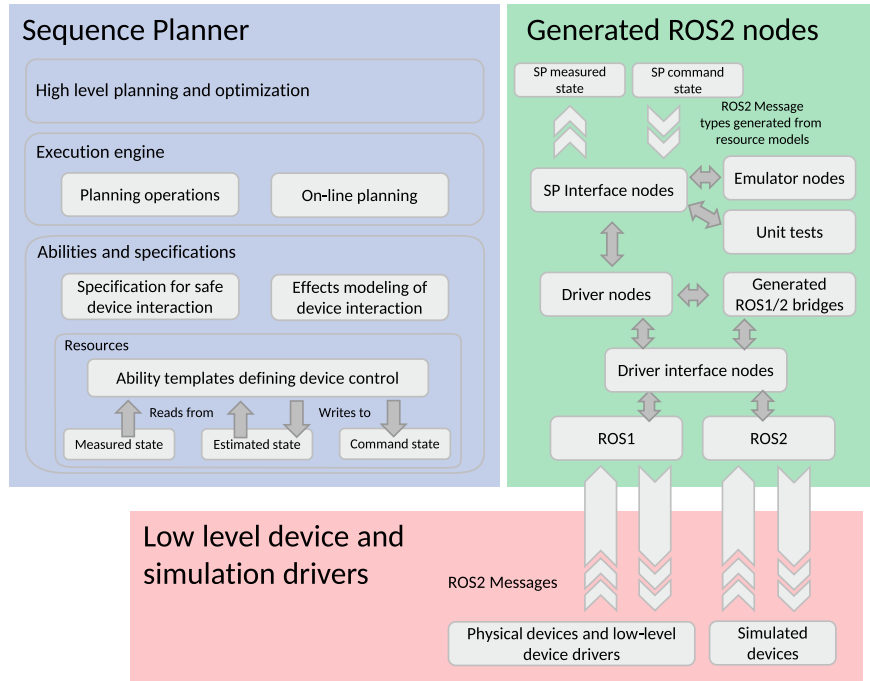 Sequence Planner
High level planning and optimization
Execution engine
Planning operations
On-line planning
Abilities and specifications
Specification for safe
device interaction
Effects modeling of
device interaction
Resources
Ability templates defining device control
Reads from
Writes to
Measured state
Estimated state
Command state
Generated ROS2 nodes
SP measured
state
SP command
state
ROS2 Message
types generated from
resource models
SP Interface nodes
Emulator nodes
Unit tests
Driver nodes
Generated
ROS1/2 bridges
Driver interface nodes
ROS1
ROS2
Low level device and
simulation drivers
ROS2 Messages
Physical devices and low-level
device drivers
Simulated
devices